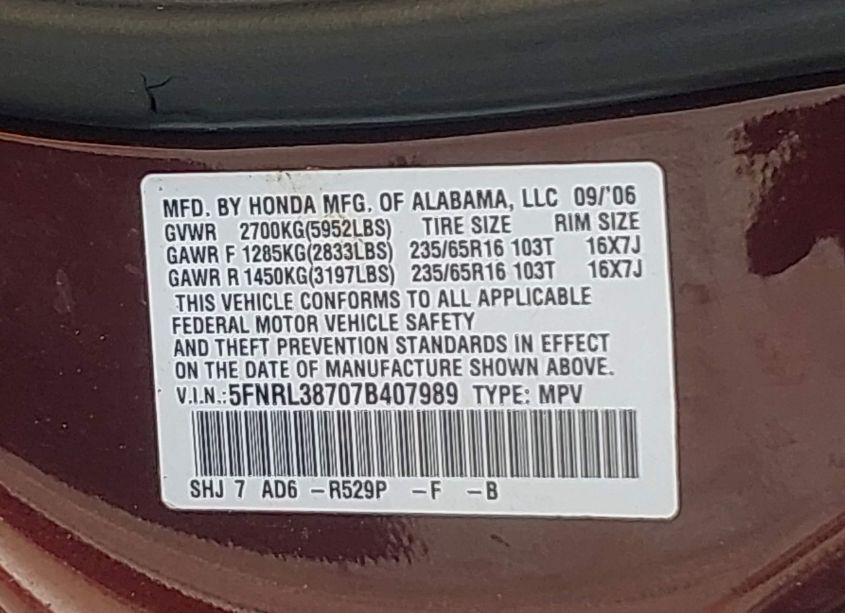 MFD. BY HONDA MFG. OF ALABAMA, LLC 09/'06
GVWR 2700KG(5952LBS) TIRE SIZE RIM SIZE
GAWR F 1285KG(2833LBS) 235/65R16 103T 16X7J
GAWR R 1450KG(3197LBS) 235/65R16 103T 16X7J
THIS VEHICLE CONFORMS TO ALL APPLICABLE
FEDERAL MOTOR VEHICLE SAFETY
AND THEFT PREVENTION STANDARDS IN EFFECT
ON THE DATE OF MANUFACTURE SHOWN ABOVE.
V.I.N.:5FNRL38707B407989 TYPE: MPV
SHJ 7 AD6 -R529P -F -B